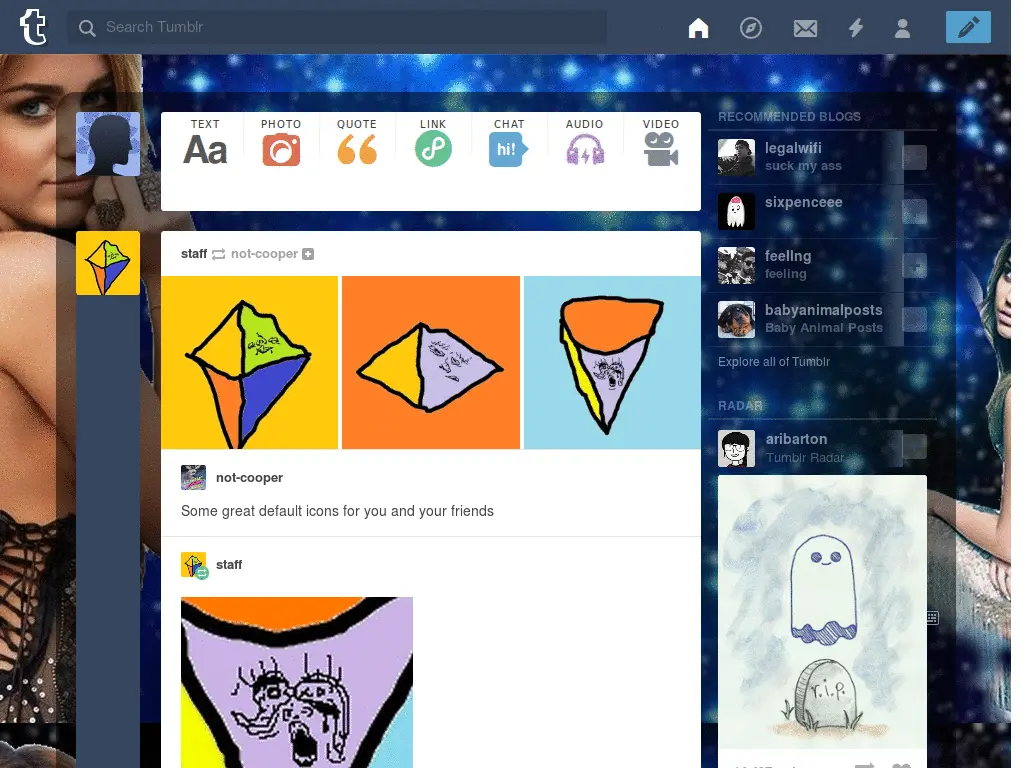 Search Tumblr
TEXT
Aa
PHOTO
QUOTE
LINK
CHAT
hi!
AUDIO
VIDEO
staff not-cooper
not-cooper
Some great default icons for you and your friends
staff
RECOMMENDED BLOGS
legalwifi
suck my ass
sixpenceee
feeling
babyanimalposts
Baby Animal Posts
Explore all of Tumblr
RADAR
aribarton
Tumblr Radar
r.i.p.